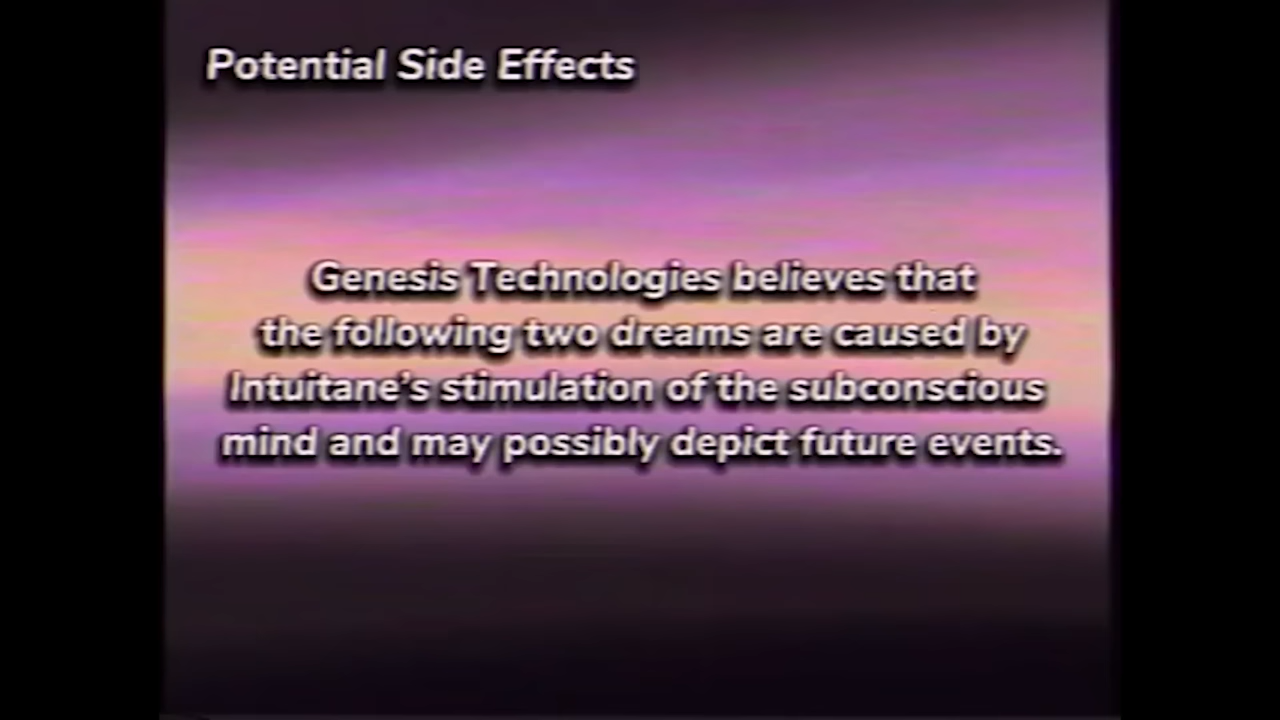 Potential Side Effects
Genesis Technologies believes that
the following two dreams are caused by
Intuitane’s stimulation of the subconscious
mind and may possibly depict future events.